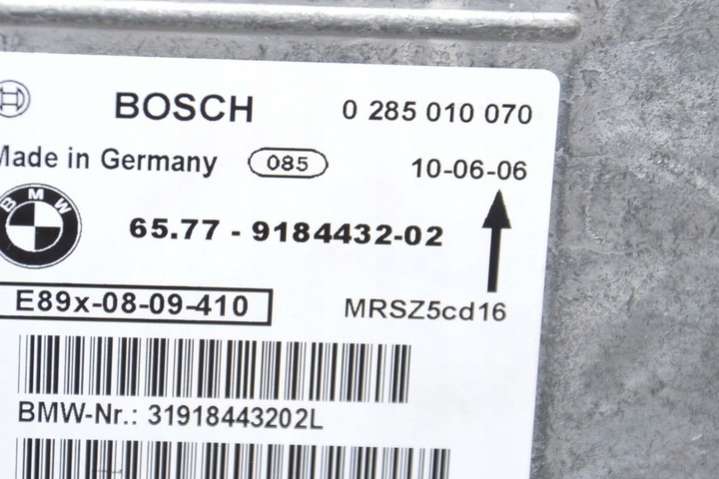 BOSCH 0 285 010 070
Made in Germany 085 10-06-06
BMW
65.77 - 9184432-02
E89x-08-09-410 MRSZ5cd16
BMW-Nr.: 31918443202L